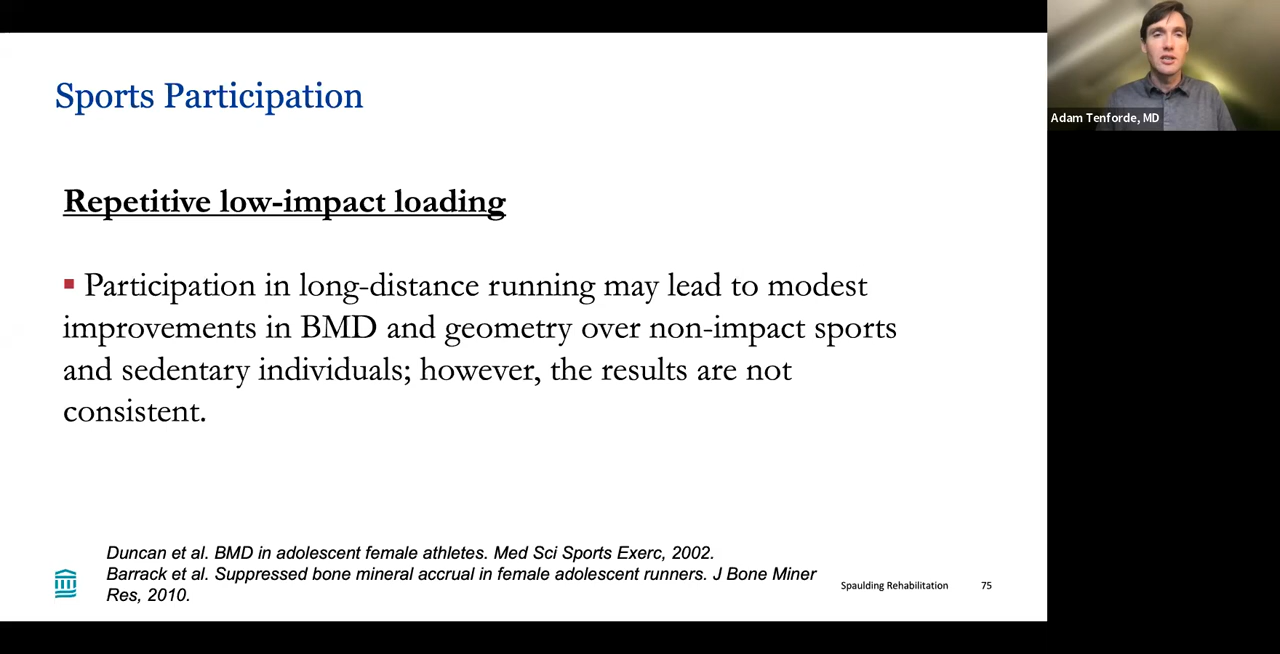 Sports Participation
Repetitive low-impact loading
▪ Participation in long-distance running may lead to modest
improvements in BMD and geometry over non-impact sports
and sedentary individuals; however, the results are not
consistent.
Duncan et al. BMD in adolescent female athletes. Med Sci Sports Exerc, 2002.
Barrack et al. Suppressed bone mineral accrual in female adolescent runners. J Bone Miner
Res, 2010.
Spaulding Rehabilitation 75
Adam Tenforde, MD